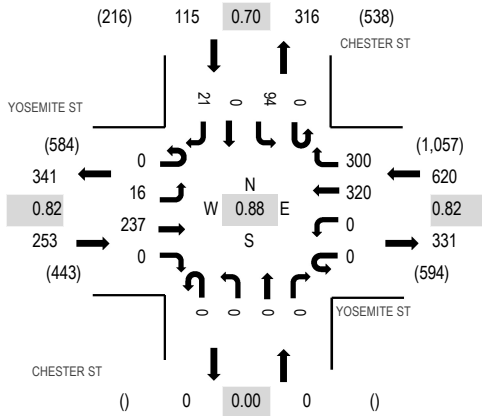 (216) 115 0.70 316 (538)
CHESTER ST
YOSEMITE ST
21 0 94 0
(584) (1,057)
341 0 300 620
0.82 16 N 320 0.82
W 0.88 E
253 237 S 0 331
(443) 0 0 (594)
0 0 0 0
YOSEMITE ST
CHESTER ST
() 0 0.00 0 ()